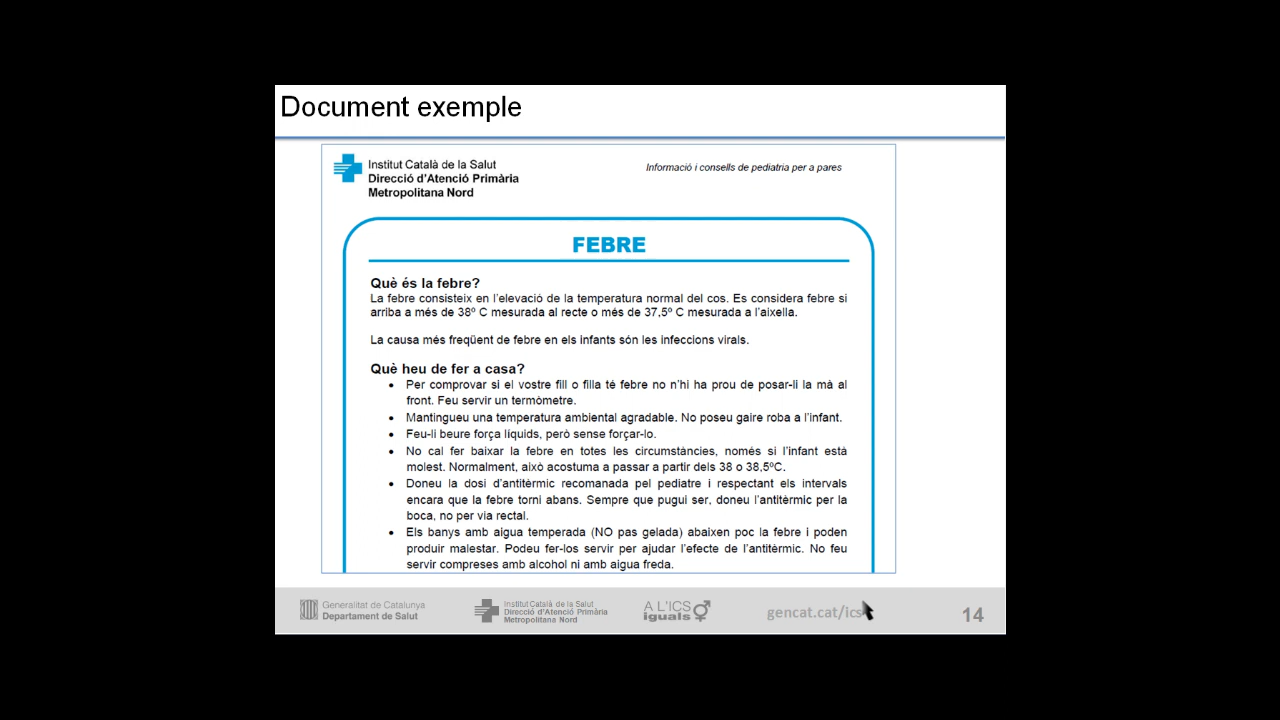 Document exemple
Institut Català de la Salut
Direcció d'Atenció Primària
Metropolitana Nord
Informació i consells de pediatria per a pares
FEBRE
Què és la febre?
La febre consisteix en l'elevació de la temperatura normal del cos. Es considera febre si
arriba a més de 38º C mesurada al recte o més de 37,5º C mesurada a l'aixella.
La causa més freqüent de febre en els infants són les infeccions virals.
Què heu de fer a casa?
• Per comprovar si el vostre fill o filla té febre no n'hi ha prou de posar-li la mà al
front. Feu servir un termòmetre.
• Mantingueu una temperatura ambiental agradable. No poseu gaire roba a l'infant.
• Feu-li beure força líquids, però sense forçar-lo.
• No cal fer baixar la febre en totes les circumstàncies, només si l'infant està
molest. Normalment, això acostuma a passar a partir dels 38 o 38,5ºC.
• Doneu la dosi d'antitèrmic recomanada pel pediatre i respectant els intervals
encara que la febre torni abans. Sempre que pugui ser, doneu l'antitèrmic per la
boca, no per via rectal.
• Els banys amb aigua temperada (NO pas gelada) abaixen poc la febre i poden
produir malestar. Podeu fer-los servir per ajudar l'efecte de l'antitèrmic. No feu
servir compreses amb alcohol ni amb aigua freda.
Generalitat de Catalunya
Departament de Salut
Institut Català de la Salut
Direcció d'Atenció Primària
Metropolitana Nord
A L'ICS
iguals
gencat.cat/ics
14